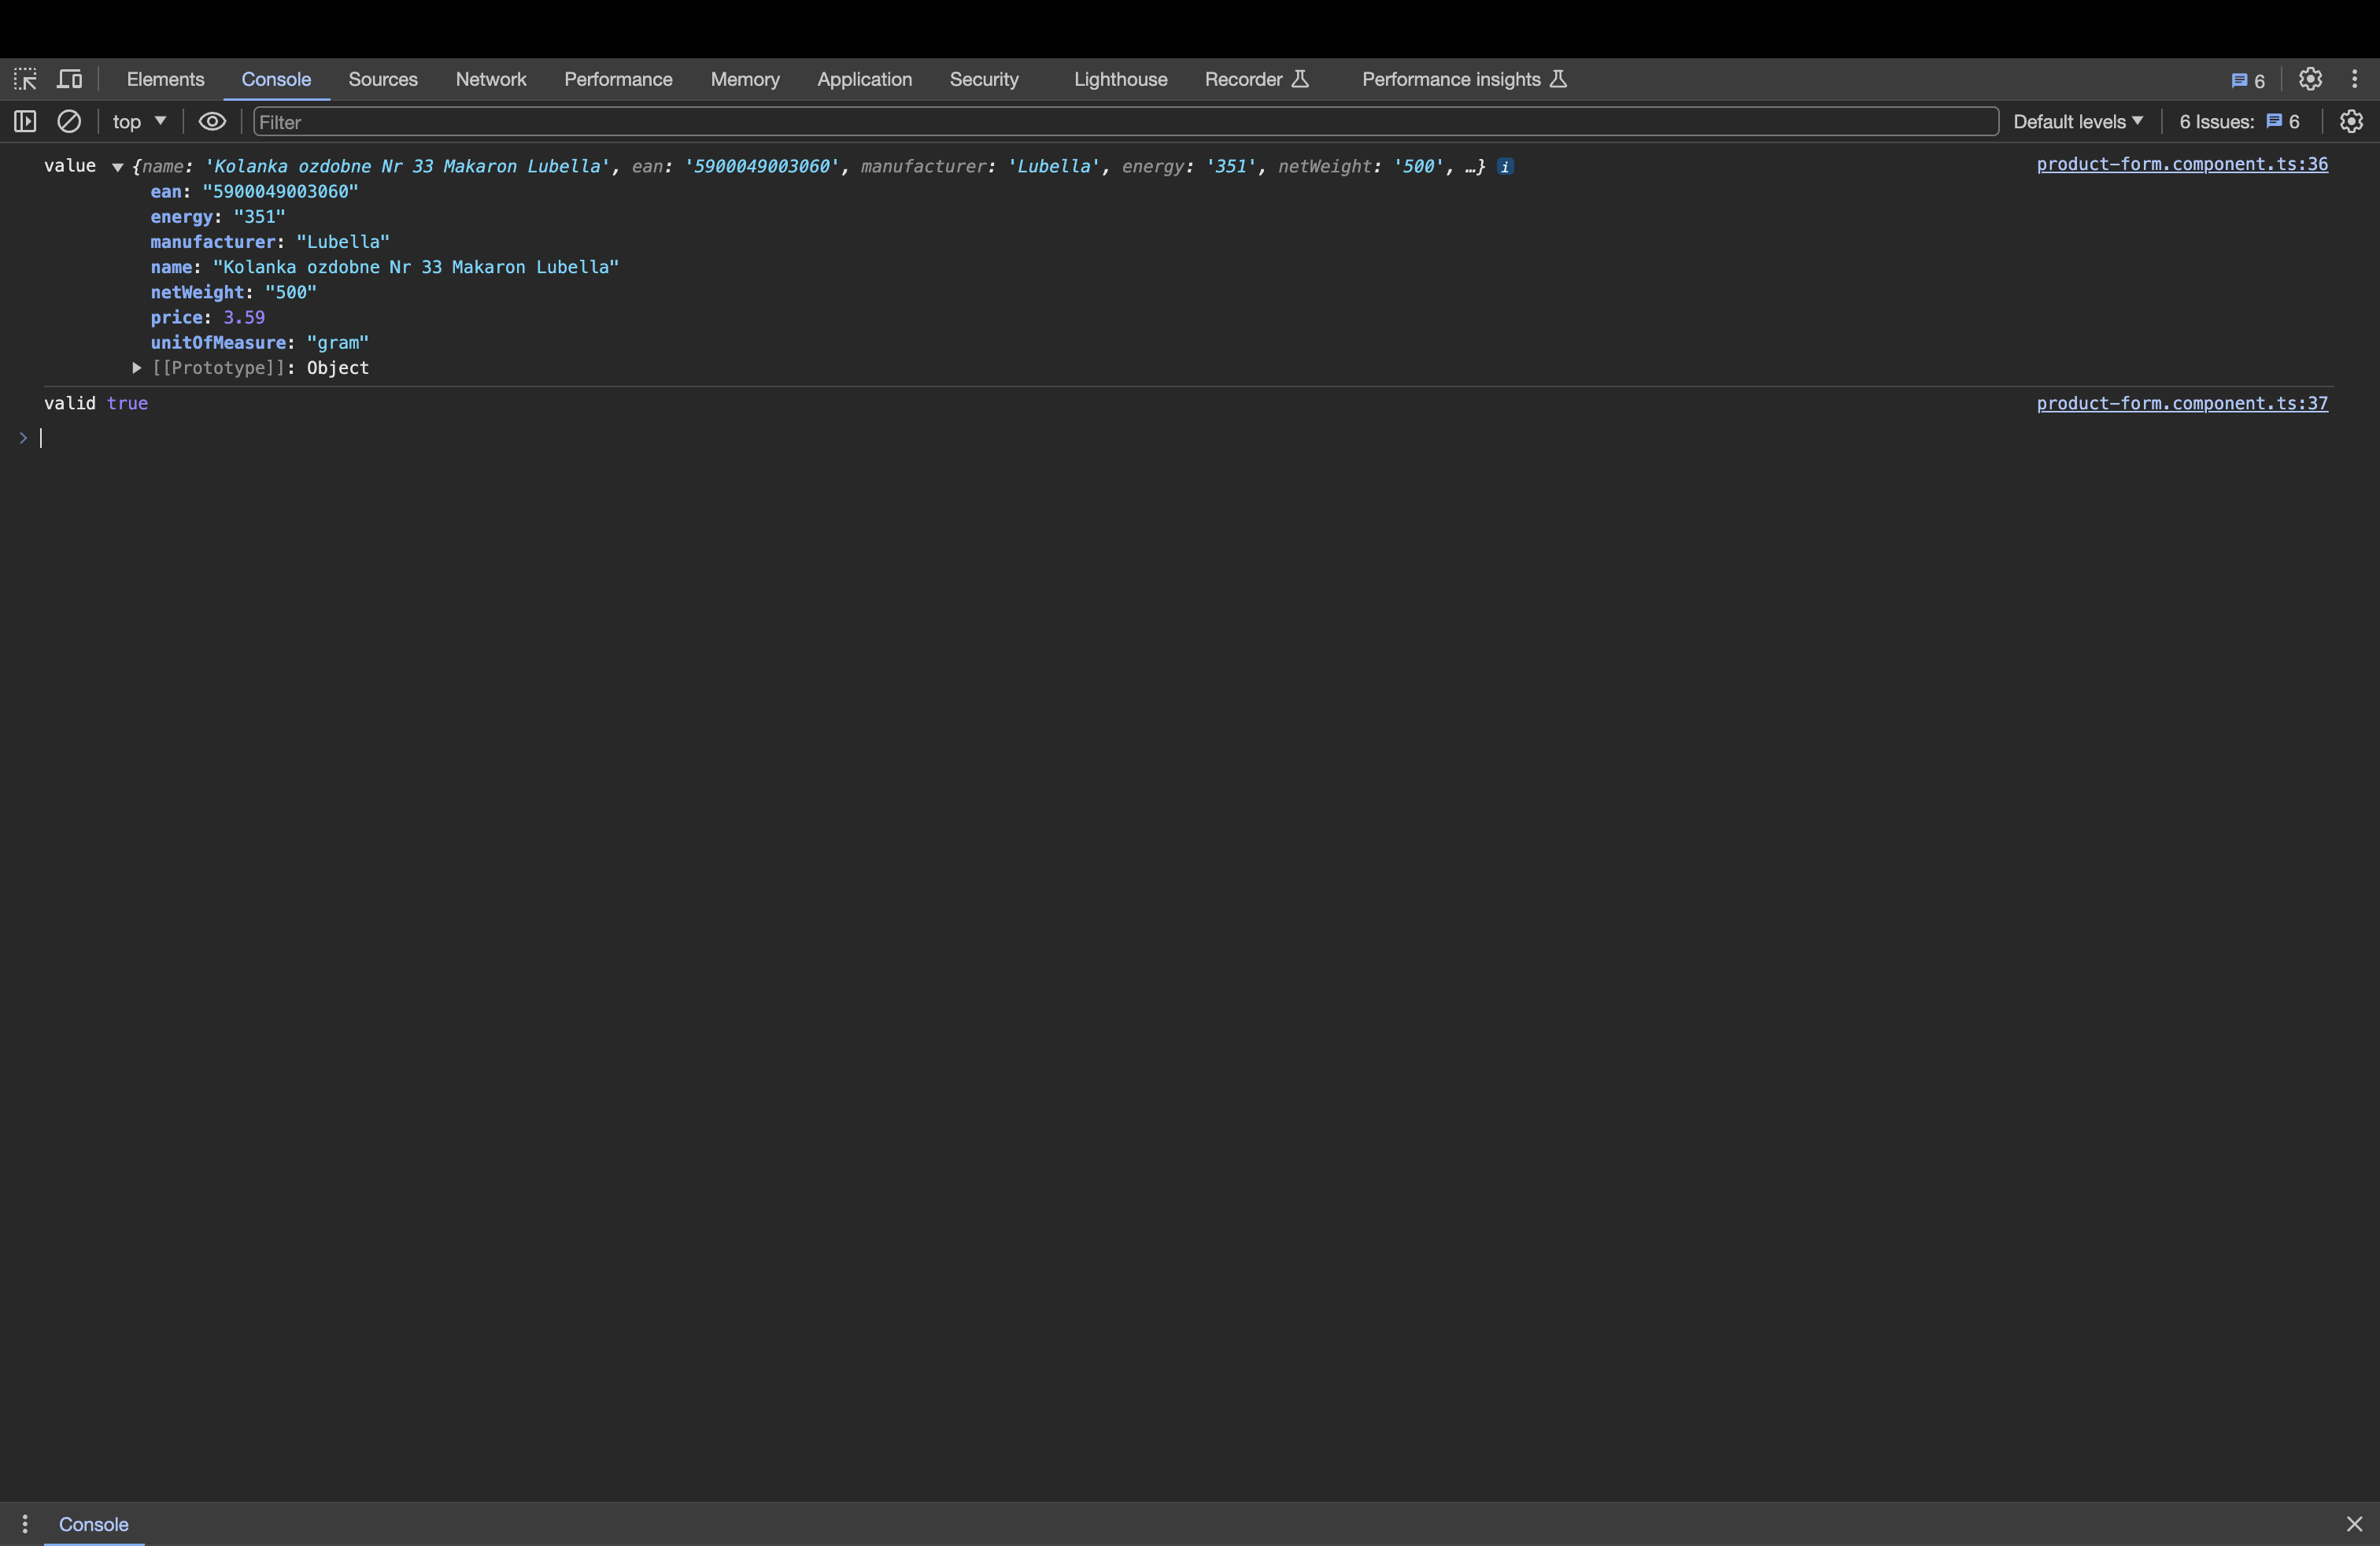 Elements Console Sources Network Performance Memory Application Security Lighthouse Recorder Performance insights 6
top Filter Default levels 6 Issues: 6
value {name: 'Kolanka ozdobne Nr 33 Makaron Lubella', ean: '5900049003060', manufacturer: 'Lubella', energy: '351', netWeight: '500', …} i product-form.component.ts:36
ean: "5900049003060"
energy: "351"
manufacturer: "Lubella"
name: "Kolanka ozdobne Nr 33 Makaron Lubella"
netWeight: "500"
price: 3.59
unitOfMeasure: "gram"
[[Prototype]]: Object
valid true product-form.component.ts:37
Console